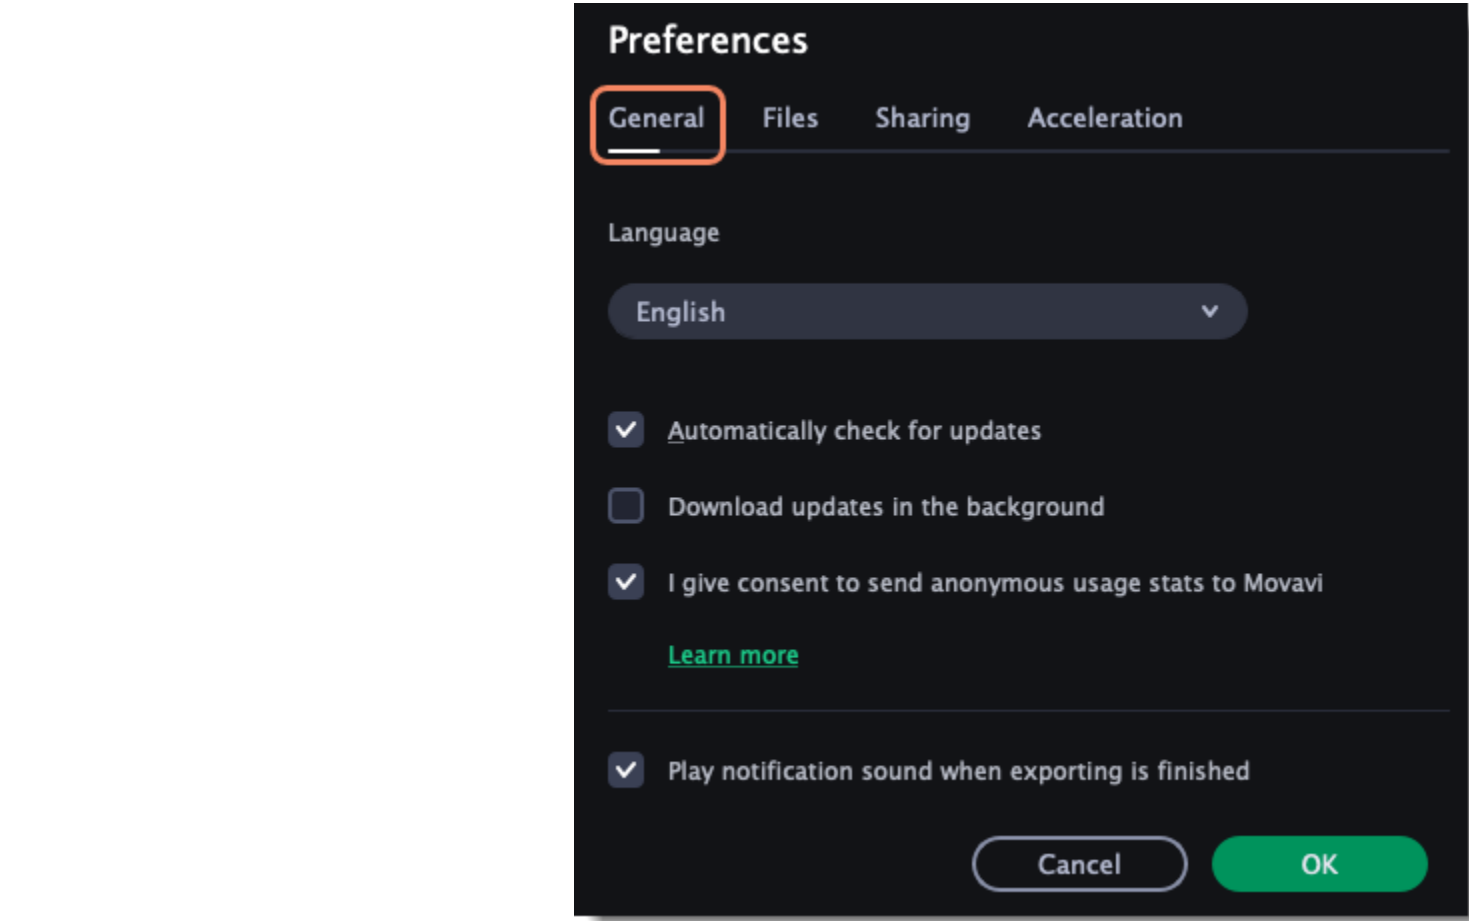 Preferences
General Files Sharing Acceleration
Language
English
Automatically check for updates
Download updates in the background
I give consent to send anonymous usage stats to Movavi
Learn more
Play notification sound when exporting is finished
Cancel OK